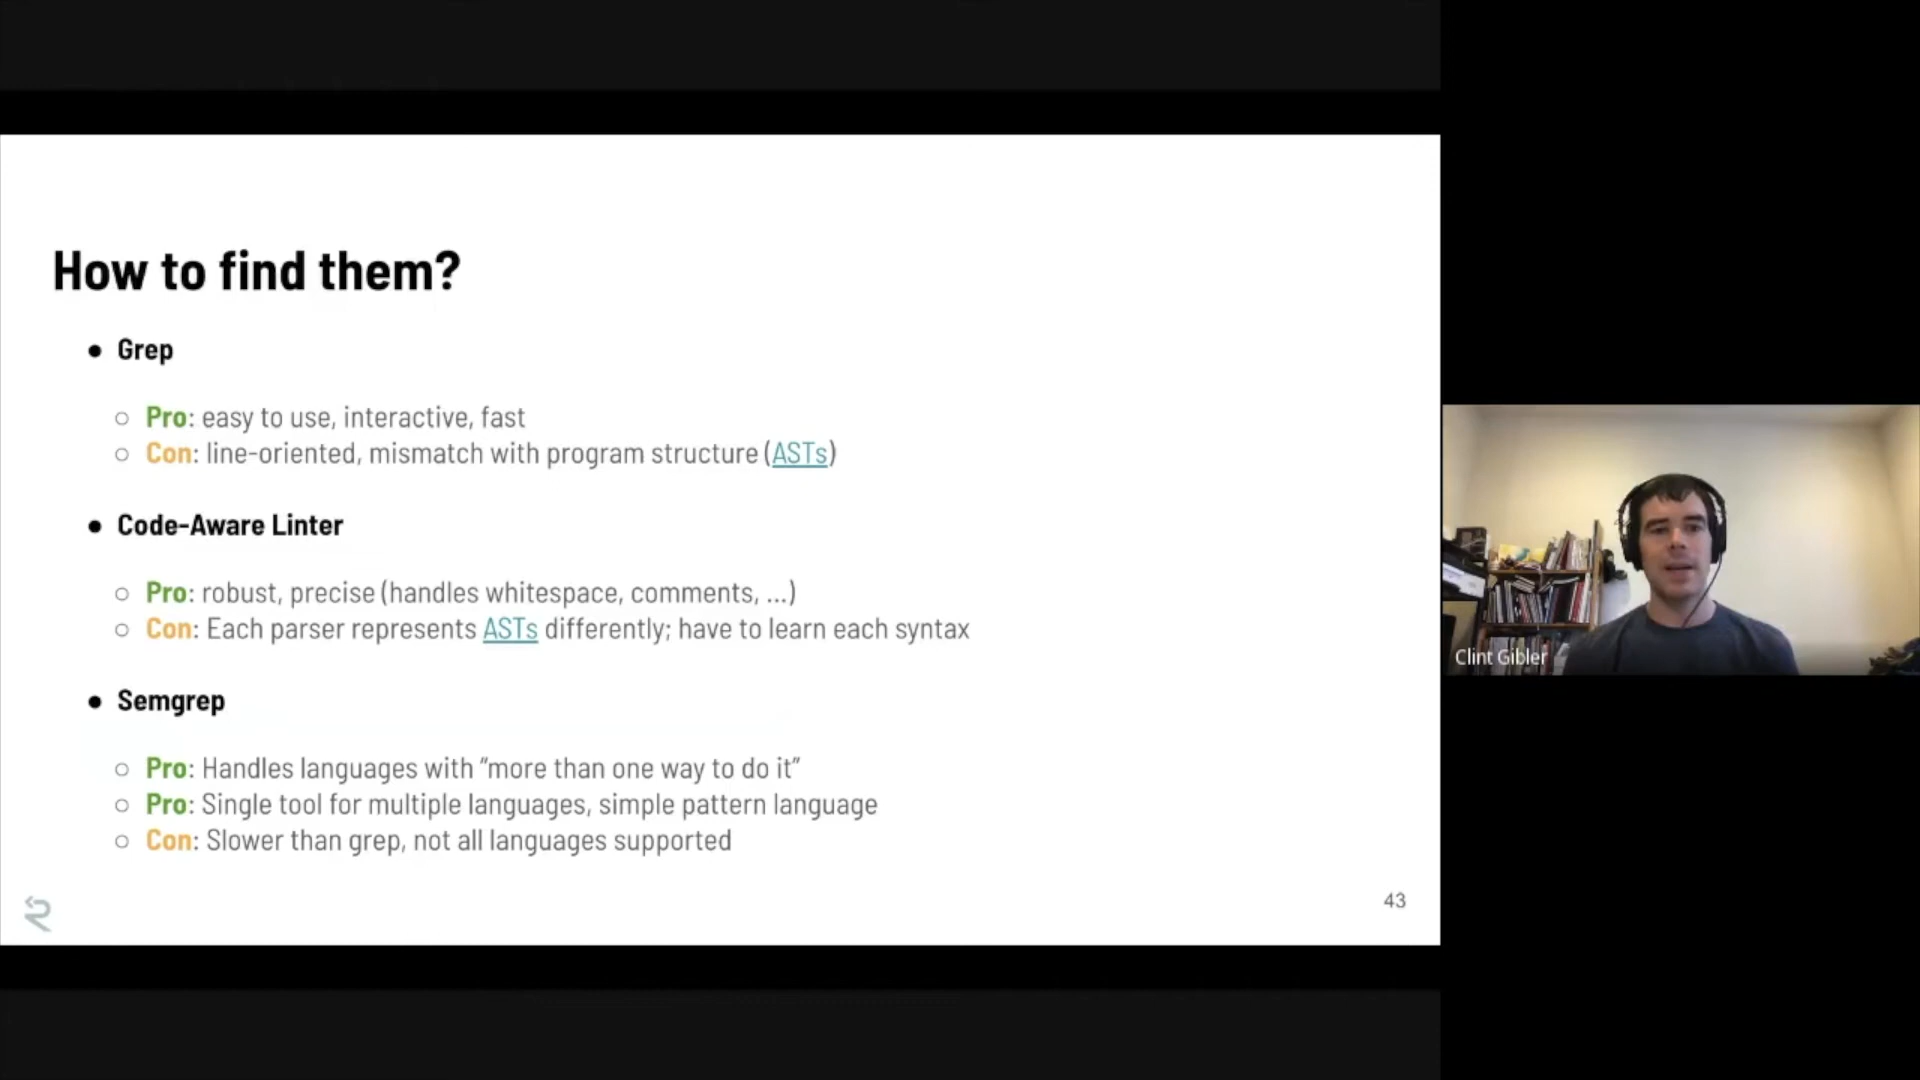 How to find them?
● Grep
○ Pro: easy to use, interactive, fast
○ Con: line-oriented, mismatch with program structure (ASTs)
● Code-Aware Linter
○ Pro: robust, precise (handles whitespace, comments, ...)
○ Con: Each parser represents ASTs differently; have to learn each syntax
● Semgrep
○ Pro: Handles languages with “more than one way to do it”
○ Pro: Single tool for multiple languages, simple pattern language
○ Con: Slower than grep, not all languages supported
43
Clint Gibler